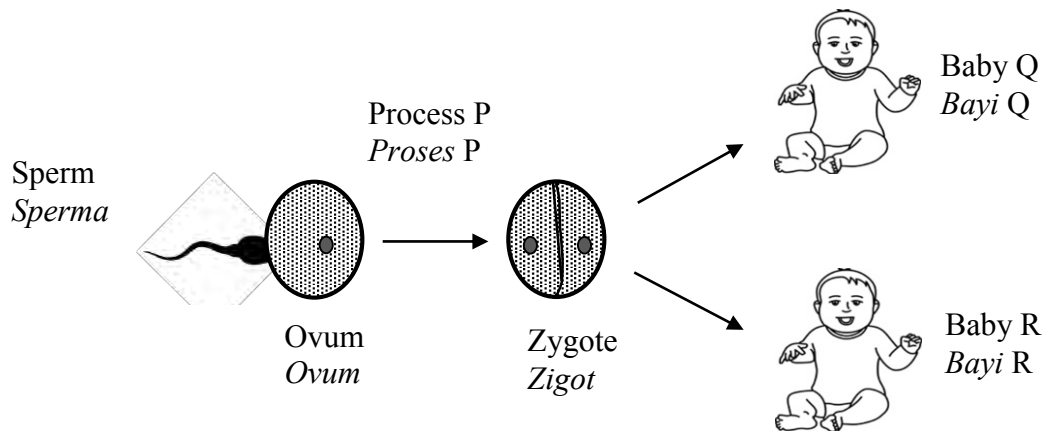 Baby Q
Bayi Q
Process P
Proses P
Sperm
Sperma
Ovum
Ovum
Zygote
Zigot
Baby R
Bayi R